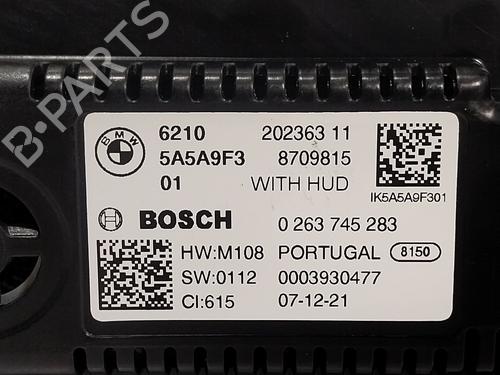 B-PARTS
BMW
6210 202363 11
5A5A9F3 8709815
01 WITH HUD
IK5A5A9F301
BOSCH 0 263 745 283
HW:M108 PORTUGAL 8150
SW:0112 0003930477
CI:615 07-12-21